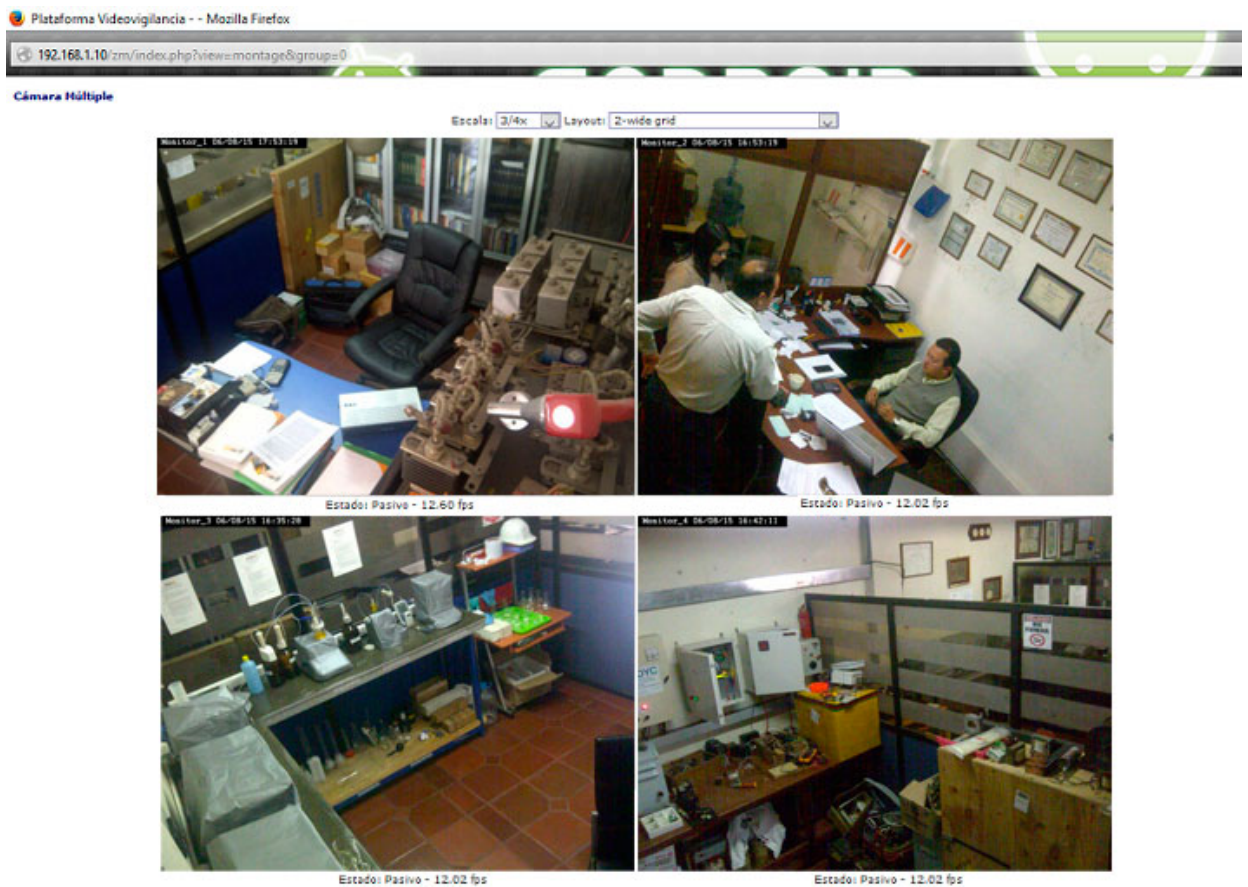 Plataforma Videovigilancia - - Mozilla Firefox
192.168.1.10/zm/index.php?view=montage&group=0
Cámara Múltiple
Escala: 3/4x Layout: 2-wide grid
Monitor_1 06/08/15 17:53:19
Monitor_2 06/08/15 16:53:19
Estado: Pasivo - 12.60 fps
Estado: Pasivo - 12.02 fps
Monitor_3 06/08/15 16:35:28
Monitor_4 06/08/15 16:42:11
NO
FUMAR
Estado: Pasivo - 12.02 fps
Estado: Pasivo - 12.02 fps